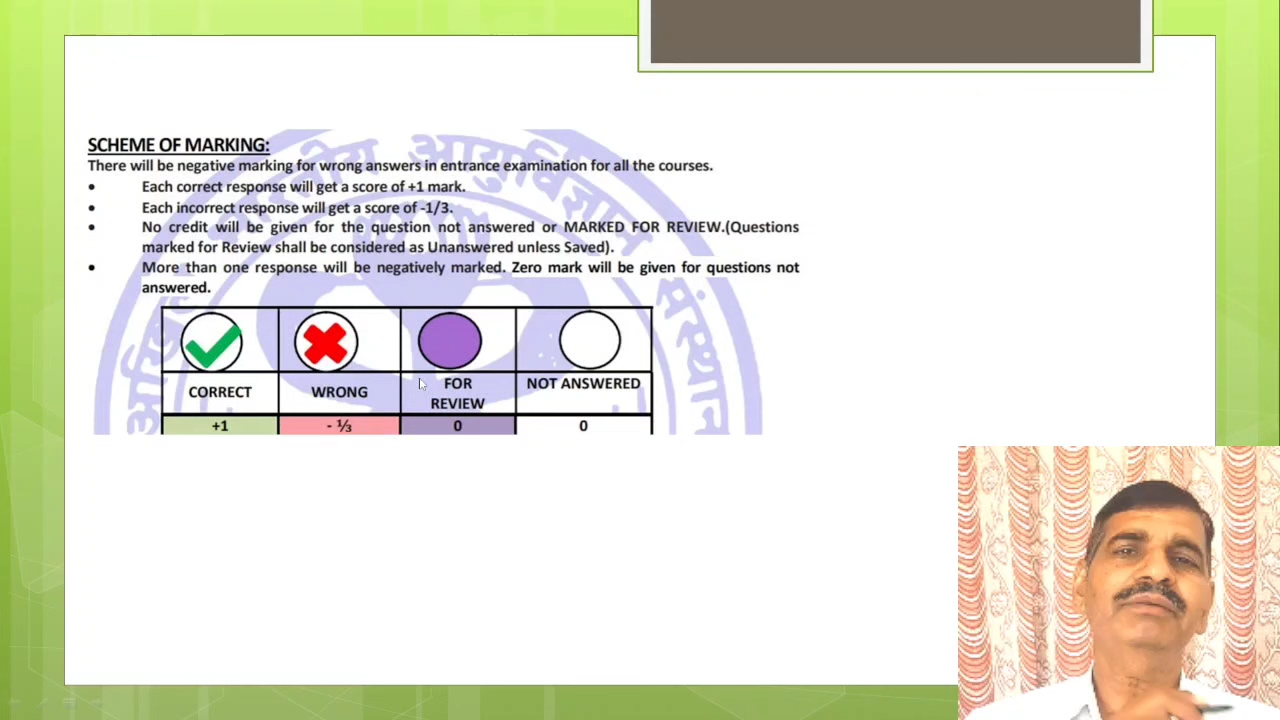 SCHEME OF MARKING:
There will be negative marking for wrong answers in entrance examination for all the courses.
• Each correct response will get a score of +1 mark.
• Each incorrect response will get a score of -1/3.
• No credit will be given for the question not answered or MARKED FOR REVIEW.(Questions
marked for Review shall be considered as Unanswered unless Saved).
• More than one response will be negatively marked. Zero mark will be given for questions not
answered.
CORRECT WRONG FOR REVIEW NOT ANSWERED
+1 - ⅓ 0 0
भारतीय आयुर्विज्ञान संस्थान